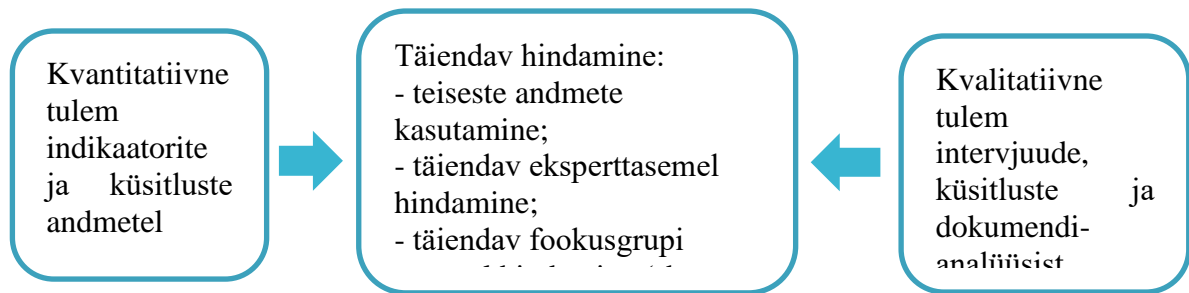 Kvantitatiivne
tulem
indikaatorite
ja küsitluste
andmetel
Täiendav hindamine:
- teiseste andmete
kasutamine;
- täiendav eksperttasemel
hindamine;
- täiendav fookusgrupi
Kvalitatiivne
tulem
intervjuude,
küsitluste ja
dokumendi-
analüüsist